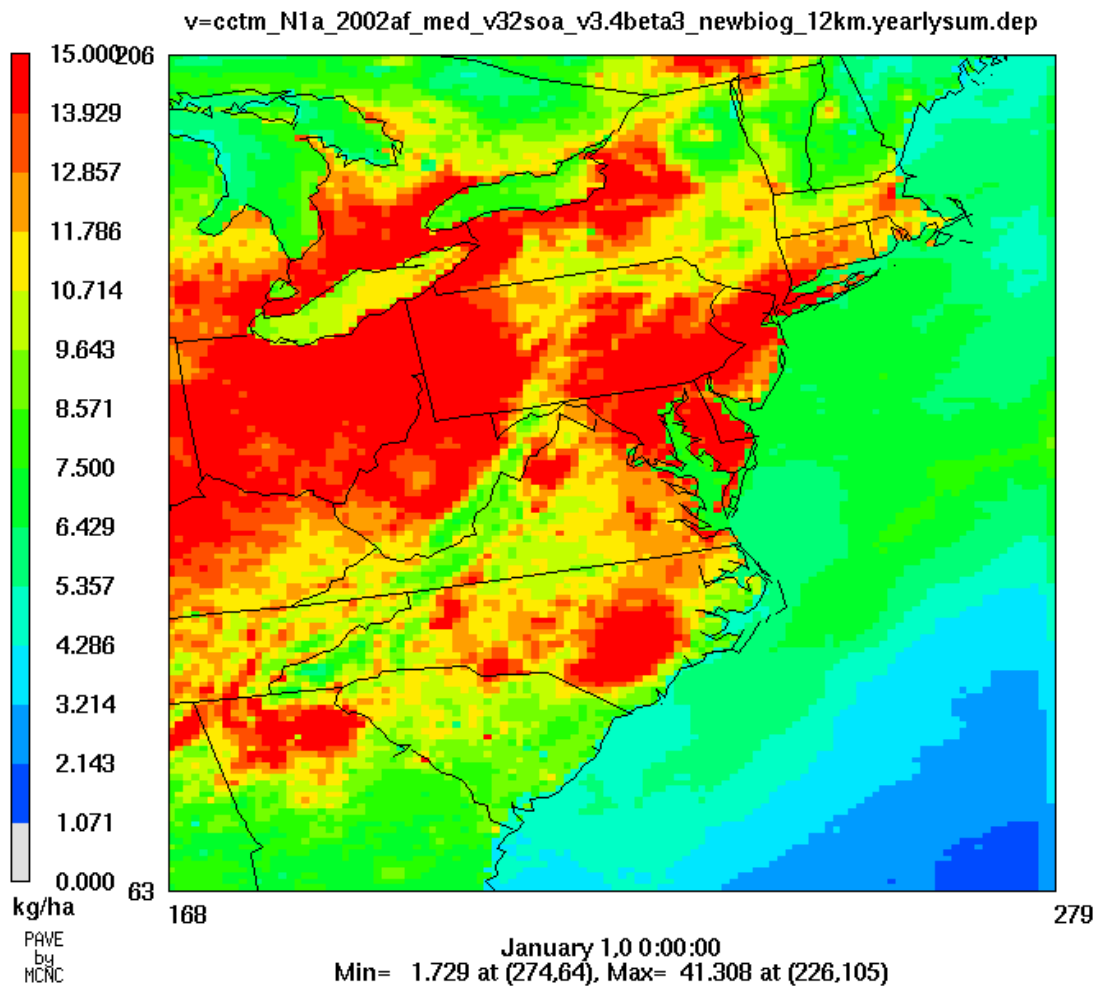 v=cctm_N1a_2002af_med_v32soa_v3.4beta3_newbiog_12km.yearlysum.dep
15.000
206
13.929
12.857
11.786
10.714
9.643
8.571
7.500
6.429
5.357
4.286
3.214
2.143
1.071
0.000
63
kg/ha
168
279
PAVE
by
MCNC
January 1,0 0:00:00
Min= 1.729 at (274,64), Max= 41.308 at (226,105)